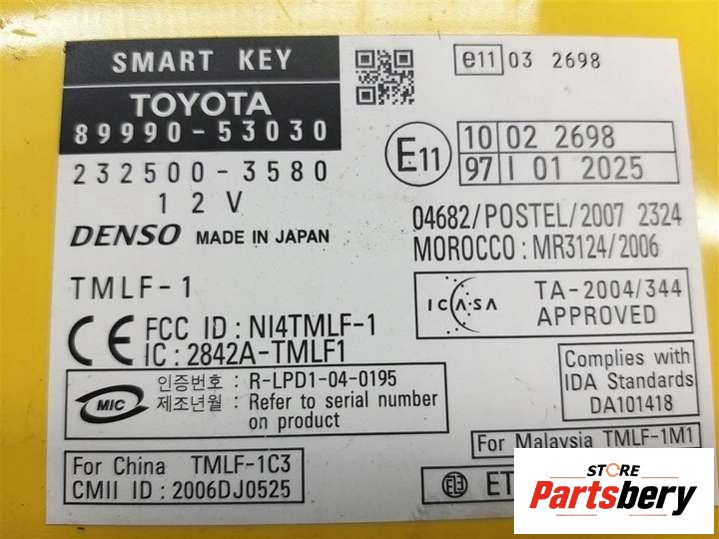 SMART KEY
TOYOTA
89990-53030
232500-3580
12V
DENSO MADE IN JAPAN
TMLF-1
CE FCC ID : NI4TMLF-1
IC : 2842A-TMLF1
MIC
인증번호 : R-LPD1-04-0195
제조년월 : Refer to serial number
on product
For China TMLF-1C3
CMII ID : 2006DJ0525
e11 03 2698
E11
10 02 2698
97 I 01 2025
04682/POSTEL/2007 2324
MOROCCO : MR3124/2006
ICASA
TA-2004/344
APPROVED
Complies with
IDA Standards
DA101418
For Malaysia TMLF-1M1
ET
STORE
Partsbery